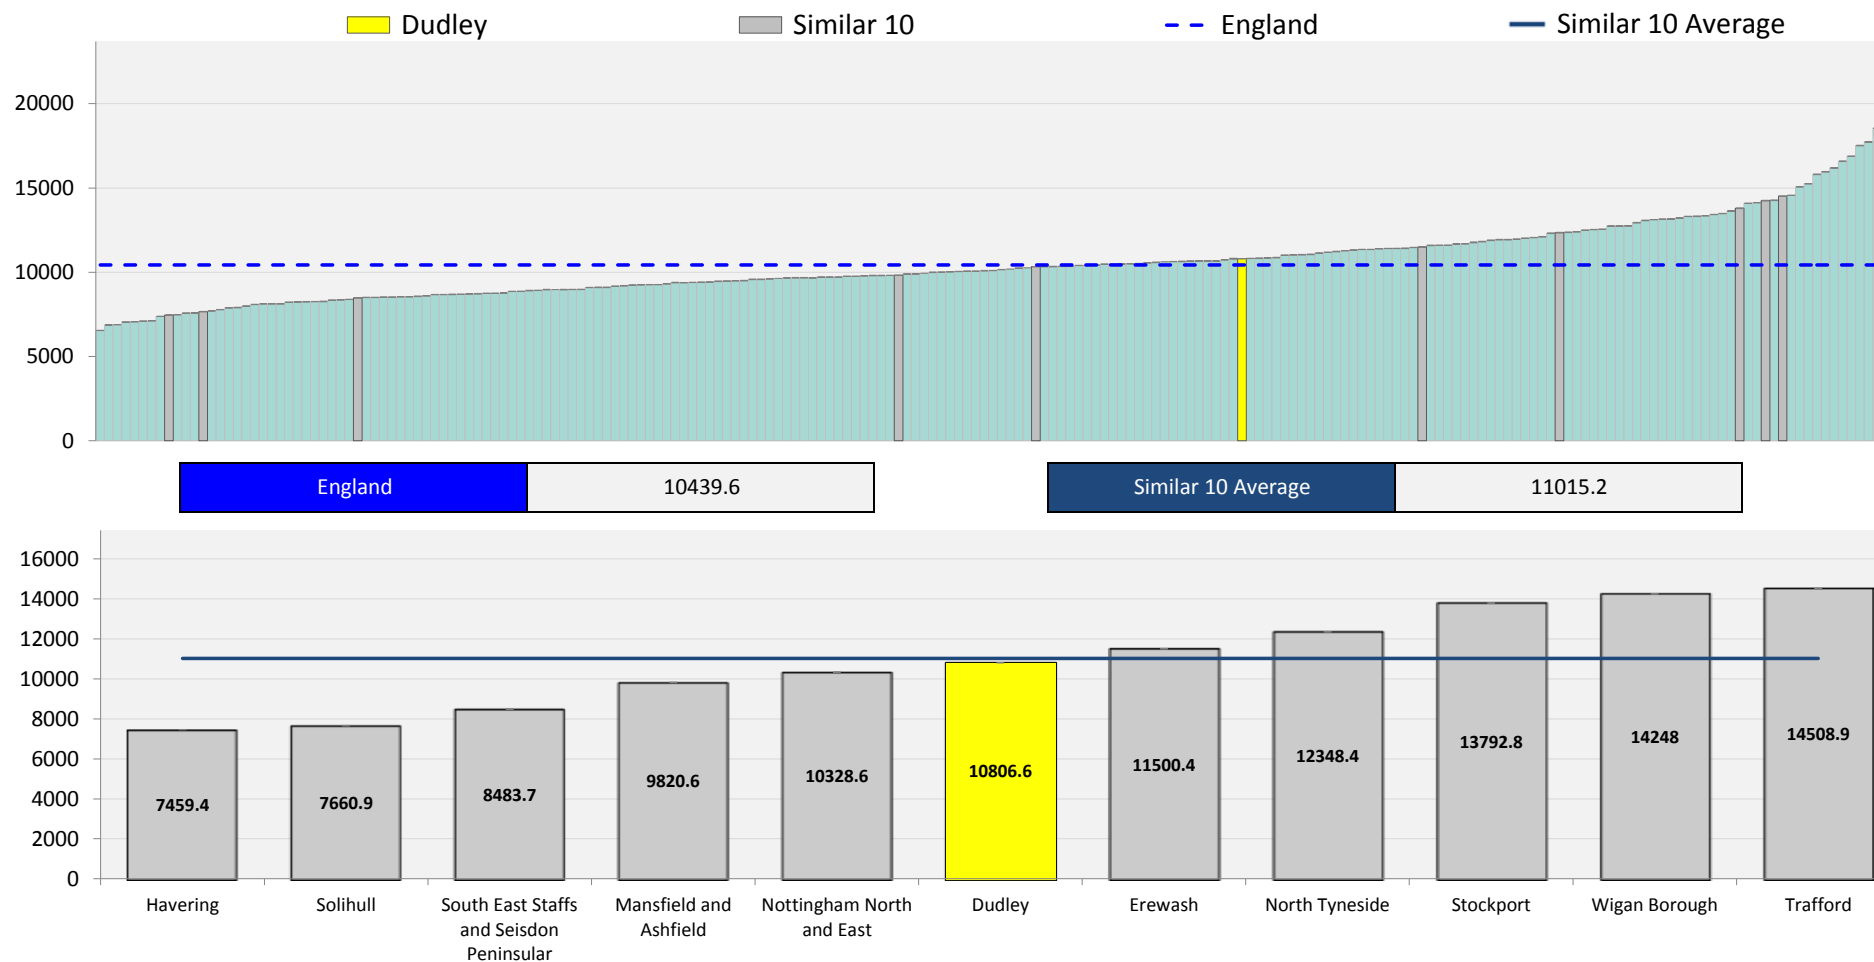 Dudley
Similar 10
England
Similar 10 Average
20000
15000
10000
5000
0
England
10439.6
Similar 10 Average
11015.2
16000
14000
12000
10000
8000
6000
4000
2000
0
7459.4
7660.9
8483.7
9820.6
10328.6
10806.6
11500.4
12348.4
13792.8
14248
14508.9
Havering
Solihull
South East Staffs
and Seisdon
Peninsular
Mansfield and
Ashfield
Nottingham North
and East
Dudley
Erewash
North Tyneside
Stockport
Wigan Borough
Trafford